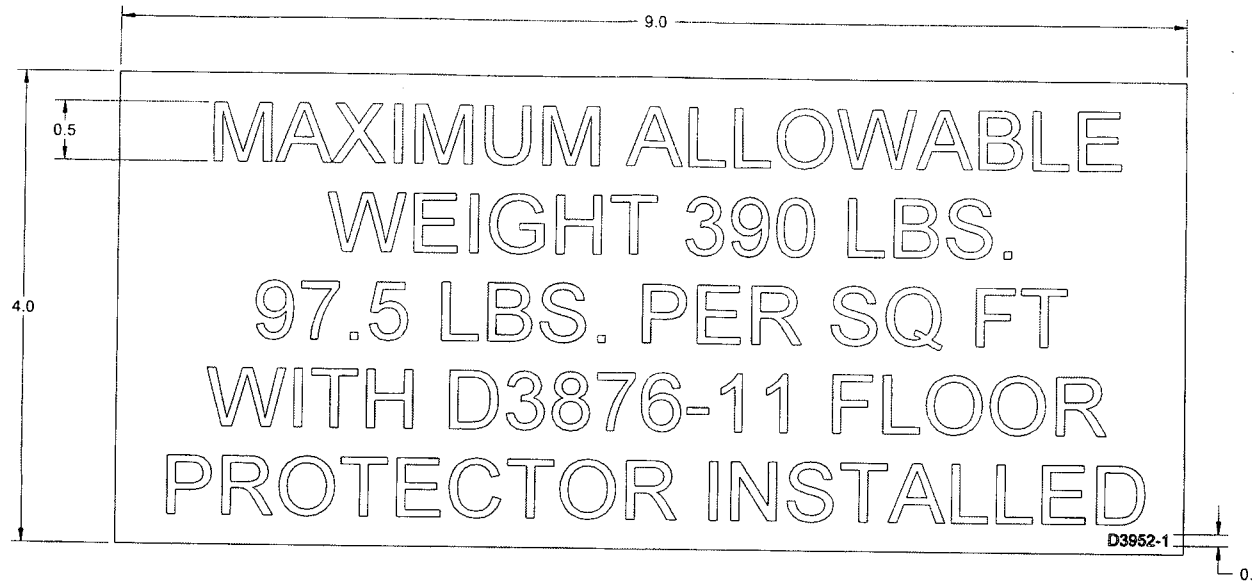 9.0
0.5
MAXIMUM ALLOWABLE
WEIGHT 390 LBS.
4.0
97.5 LBS. PER SQ FT
WITH D3876-11 FLOOR
PROTECTOR INSTALLED
D3952-1